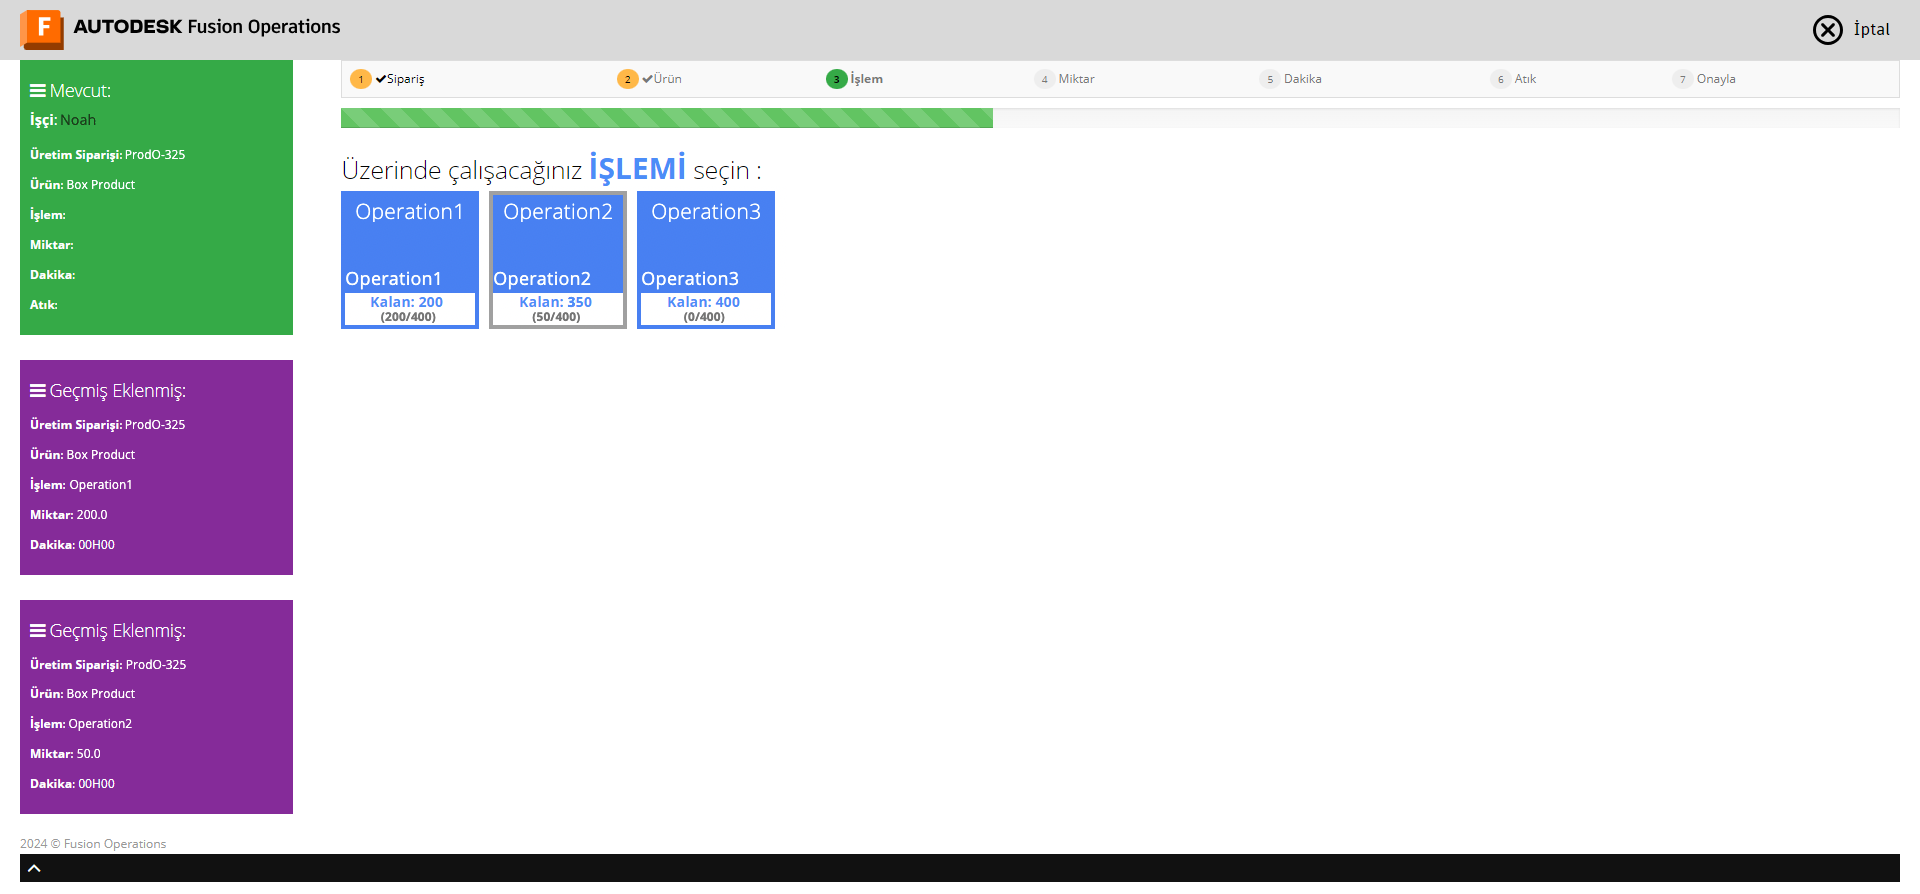 F AUTODESK Fusion Operations
İptal
1 Sipariş
2 Ürün
3 İşlem
4 Miktar
5 Dakika
6 Atık
7 Onayla
Mevcut:
İşçi: Noah
Üretim Siparişi: ProdO-325
Ürün: Box Product
İşlem:
Miktar:
Dakika:
Atık:
Geçmiş Eklenmiş:
Üretim Siparişi: ProdO-325
Ürün: Box Product
İşlem: Operation1
Miktar: 200.0
Dakika: 00H00
Geçmiş Eklenmiş:
Üretim Siparişi: ProdO-325
Ürün: Box Product
İşlem: Operation2
Miktar: 50.0
Dakika: 00H00
Üzerinde çalışacağınız İŞLEMİ seçin :
Operation1
Operation1
Kalan: 200
(200/400)
Operation2
Operation2
Kalan: 350
(50/400)
Operation3
Operation3
Kalan: 400
(0/400)
2024 © Fusion Operations